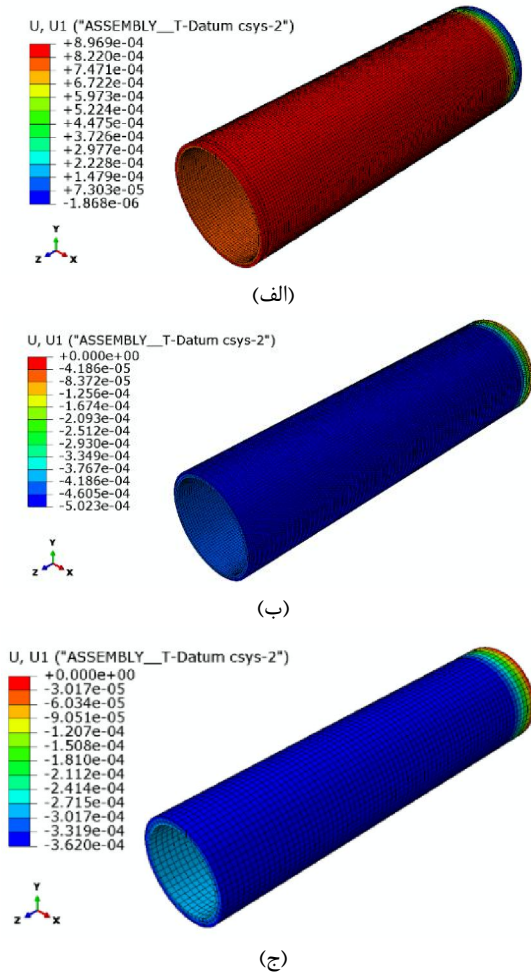 U, U1 ("ASSEMBLY__T-Datum csys-2")
+8.969e-04
+8.220e-04
+7.471e-04
+6.722e-04
+5.973e-04
+5.224e-04
+4.475e-04
+3.726e-04
+2.977e-04
+2.228e-04
+1.479e-04
+7.303e-05
-1.868e-06
Y
Z X
(الف)
U, U1 ("ASSEMBLY__T-Datum csys-2")
+0.000e+00
-4.186e-05
-8.372e-05
-1.256e-04
-1.674e-04
-2.093e-04
-2.512e-04
-2.930e-04
-3.349e-04
-3.767e-04
-4.186e-04
-4.605e-04
-5.023e-04
Y
Z X
(ب)
U, U1 ("ASSEMBLY__T-Datum csys-2")
+0.000e+00
-3.017e-05
-6.034e-05
-9.051e-05
-1.207e-04
-1.508e-04
-1.810e-04
-2.112e-04
-2.414e-04
-2.715e-04
-3.017e-04
-3.319e-04
-3.620e-04
Y
Z X
(ج)